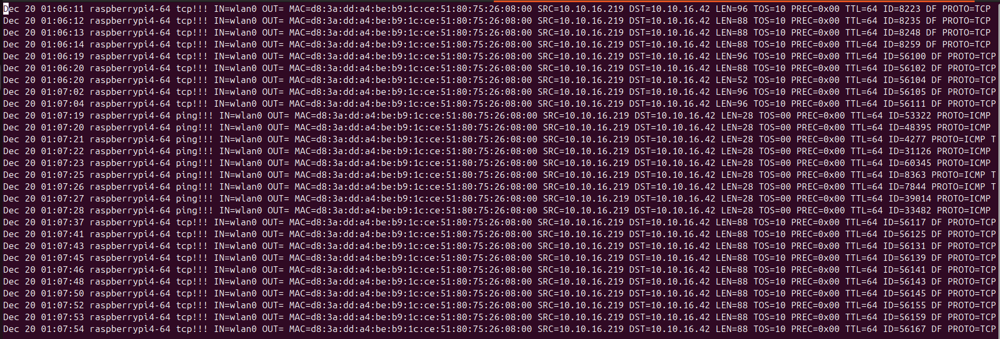 Dec 20 01:06:11 raspberrypi4-64 tcp!!! IN=wlan0 OUT= MAC=d8:3a:dd:a4:be:b9:1c:ce:51:80:75:26:08:00 SRC=10.10.16.219 DST=10.10.16.42 LEN=96 TOS=10 PREC=0x00 TTL=64 ID=8223 DF PROTO=TCP
Dec 20 01:06:12 raspberrypi4-64 tcp!!! IN=wlan0 OUT= MAC=d8:3a:dd:a4:be:b9:1c:ce:51:80:75:26:08:00 SRC=10.10.16.219 DST=10.10.16.42 LEN=88 TOS=10 PREC=0x00 TTL=64 ID=8235 DF PROTO=TCP
Dec 20 01:06:13 raspberrypi4-64 tcp!!! IN=wlan0 OUT= MAC=d8:3a:dd:a4:be:b9:1c:ce:51:80:75:26:08:00 SRC=10.10.16.219 DST=10.10.16.42 LEN=88 TOS=10 PREC=0x00 TTL=64 ID=8248 DF PROTO=TCP
Dec 20 01:06:14 raspberrypi4-64 tcp!!! IN=wlan0 OUT= MAC=d8:3a:dd:a4:be:b9:1c:ce:51:80:75:26:08:00 SRC=10.10.16.219 DST=10.10.16.42 LEN=88 TOS=10 PREC=0x00 TTL=64 ID=8259 DF PROTO=TCP
Dec 20 01:06:19 raspberrypi4-64 tcp!!! IN=wlan0 OUT= MAC=d8:3a:dd:a4:be:b9:1c:ce:51:80:75:26:08:00 SRC=10.10.16.219 DST=10.10.16.42 LEN=96 TOS=10 PREC=0x00 TTL=64 ID=56100 DF PROTO=TCP
Dec 20 01:06:20 raspberrypi4-64 tcp!!! IN=wlan0 OUT= MAC=d8:3a:dd:a4:be:b9:1c:ce:51:80:75:26:08:00 SRC=10.10.16.219 DST=10.10.16.42 LEN=88 TOS=10 PREC=0x00 TTL=64 ID=56102 DF PROTO=TCP
Dec 20 01:06:20 raspberrypi4-64 tcp!!! IN=wlan0 OUT= MAC=d8:3a:dd:a4:be:b9:1c:ce:51:80:75:26:08:00 SRC=10.10.16.219 DST=10.10.16.42 LEN=52 TOS=10 PREC=0x00 TTL=64 ID=56104 DF PROTO=TCP
Dec 20 01:07:02 raspberrypi4-64 tcp!!! IN=wlan0 OUT= MAC=d8:3a:dd:a4:be:b9:1c:ce:51:80:75:26:08:00 SRC=10.10.16.219 DST=10.10.16.42 LEN=96 TOS=10 PREC=0x00 TTL=64 ID=56105 DF PROTO=TCP
Dec 20 01:07:04 raspberrypi4-64 tcp!!! IN=wlan0 OUT= MAC=d8:3a:dd:a4:be:b9:1c:ce:51:80:75:26:08:00 SRC=10.10.16.219 DST=10.10.16.42 LEN=96 TOS=10 PREC=0x00 TTL=64 ID=56111 DF PROTO=TCP
Dec 20 01:07:19 raspberrypi4-64 ping!!! IN=wlan0 OUT= MAC=d8:3a:dd:a4:be:b9:1c:ce:51:80:75:26:08:00 SRC=10.10.16.219 DST=10.10.16.42 LEN=28 TOS=00 PREC=0x00 TTL=64 ID=53322 PROTO=ICMP
Dec 20 01:07:20 raspberrypi4-64 ping!!! IN=wlan0 OUT= MAC=d8:3a:dd:a4:be:b9:1c:ce:51:80:75:26:08:00 SRC=10.10.16.219 DST=10.10.16.42 LEN=28 TOS=00 PREC=0x00 TTL=64 ID=48395 PROTO=ICMP
Dec 20 01:07:21 raspberrypi4-64 ping!!! IN=wlan0 OUT= MAC=d8:3a:dd:a4:be:b9:1c:ce:51:80:75:26:08:00 SRC=10.10.16.219 DST=10.10.16.42 LEN=28 TOS=00 PREC=0x00 TTL=64 ID=4277 PROTO=ICMP T
Dec 20 01:07:22 raspberrypi4-64 ping!!! IN=wlan0 OUT= MAC=d8:3a:dd:a4:be:b9:1c:ce:51:80:75:26:08:00 SRC=10.10.16.219 DST=10.10.16.42 LEN=28 TOS=00 PREC=0x00 TTL=64 ID=31126 PROTO=ICMP
Dec 20 01:07:23 raspberrypi4-64 ping!!! IN=wlan0 OUT= MAC=d8:3a:dd:a4:be:b9:1c:ce:51:80:75:26:08:00 SRC=10.10.16.219 DST=10.10.16.42 LEN=28 TOS=00 PREC=0x00 TTL=64 ID=60345 PROTO=ICMP
Dec 20 01:07:25 raspberrypi4-64 ping!!! IN=wlan0 OUT= MAC=d8:3a:dd:a4:be:b9:1c:ce:51:80:75:26:08:00 SRC=10.10.16.219 DST=10.10.16.42 LEN=28 TOS=00 PREC=0x00 TTL=64 ID=8363 PROTO=ICMP T
Dec 20 01:07:26 raspberrypi4-64 ping!!! IN=wlan0 OUT= MAC=d8:3a:dd:a4:be:b9:1c:ce:51:80:75:26:08:00 SRC=10.10.16.219 DST=10.10.16.42 LEN=28 TOS=00 PREC=0x00 TTL=64 ID=7844 PROTO=ICMP T
Dec 20 01:07:27 raspberrypi4-64 ping!!! IN=wlan0 OUT= MAC=d8:3a:dd:a4:be:b9:1c:ce:51:80:75:26:08:00 SRC=10.10.16.219 DST=10.10.16.42 LEN=28 TOS=00 PREC=0x00 TTL=64 ID=39014 PROTO=ICMP
Dec 20 01:07:28 raspberrypi4-64 ping!!! IN=wlan0 OUT= MAC=d8:3a:dd:a4:be:b9:1c:ce:51:80:75:26:08:00 SRC=10.10.16.219 DST=10.10.16.42 LEN=28 TOS=00 PREC=0x00 TTL=64 ID=33482 PROTO=ICMP
Dec 20 01:07:37 raspberrypi4-64 tcp!!! IN=wlan0 OUT= MAC=d8:3a:dd:a4:be:b9:1c:ce:51:80:75:26:08:00 SRC=10.10.16.219 DST=10.10.16.42 LEN=88 TOS=10 PREC=0x00 TTL=64 ID=56117 DF PROTO=TCP
Dec 20 01:07:41 raspberrypi4-64 tcp!!! IN=wlan0 OUT= MAC=d8:3a:dd:a4:be:b9:1c:ce:51:80:75:26:08:00 SRC=10.10.16.219 DST=10.10.16.42 LEN=88 TOS=10 PREC=0x00 TTL=64 ID=56125 DF PROTO=TCP
Dec 20 01:07:43 raspberrypi4-64 tcp!!! IN=wlan0 OUT= MAC=d8:3a:dd:a4:be:b9:1c:ce:51:80:75:26:08:00 SRC=10.10.16.219 DST=10.10.16.42 LEN=88 TOS=10 PREC=0x00 TTL=64 ID=56131 DF PROTO=TCP
Dec 20 01:07:45 raspberrypi4-64 tcp!!! IN=wlan0 OUT= MAC=d8:3a:dd:a4:be:b9:1c:ce:51:80:75:26:08:00 SRC=10.10.16.219 DST=10.10.16.42 LEN=88 TOS=10 PREC=0x00 TTL=64 ID=56139 DF PROTO=TCP
Dec 20 01:07:46 raspberrypi4-64 tcp!!! IN=wlan0 OUT= MAC=d8:3a:dd:a4:be:b9:1c:ce:51:80:75:26:08:00 SRC=10.10.16.219 DST=10.10.16.42 LEN=88 TOS=10 PREC=0x00 TTL=64 ID=56141 DF PROTO=TCP
Dec 20 01:07:48 raspberrypi4-64 tcp!!! IN=wlan0 OUT= MAC=d8:3a:dd:a4:be:b9:1c:ce:51:80:75:26:08:00 SRC=10.10.16.219 DST=10.10.16.42 LEN=88 TOS=10 PREC=0x00 TTL=64 ID=56143 DF PROTO=TCP
Dec 20 01:07:50 raspberrypi4-64 tcp!!! IN=wlan0 OUT= MAC=d8:3a:dd:a4:be:b9:1c:ce:51:80:75:26:08:00 SRC=10.10.16.219 DST=10.10.16.42 LEN=88 TOS=10 PREC=0x00 TTL=64 ID=56145 DF PROTO=TCP
Dec 20 01:07:52 raspberrypi4-64 tcp!!! IN=wlan0 OUT= MAC=d8:3a:dd:a4:be:b9:1c:ce:51:80:75:26:08:00 SRC=10.10.16.219 DST=10.10.16.42 LEN=88 TOS=10 PREC=0x00 TTL=64 ID=56155 DF PROTO=TCP
Dec 20 01:07:53 raspberrypi4-64 tcp!!! IN=wlan0 OUT= MAC=d8:3a:dd:a4:be:b9:1c:ce:51:80:75:26:08:00 SRC=10.10.16.219 DST=10.10.16.42 LEN=88 TOS=10 PREC=0x00 TTL=64 ID=56159 DF PROTO=TCP
Dec 20 01:07:54 raspberrypi4-64 tcp!!! IN=wlan0 OUT= MAC=d8:3a:dd:a4:be:b9:1c:ce:51:80:75:26:08:00 SRC=10.10.16.219 DST=10.10.16.42 LEN=88 TOS=10 PREC=0x00 TTL=64 ID=56167 DF PROTO=TCP